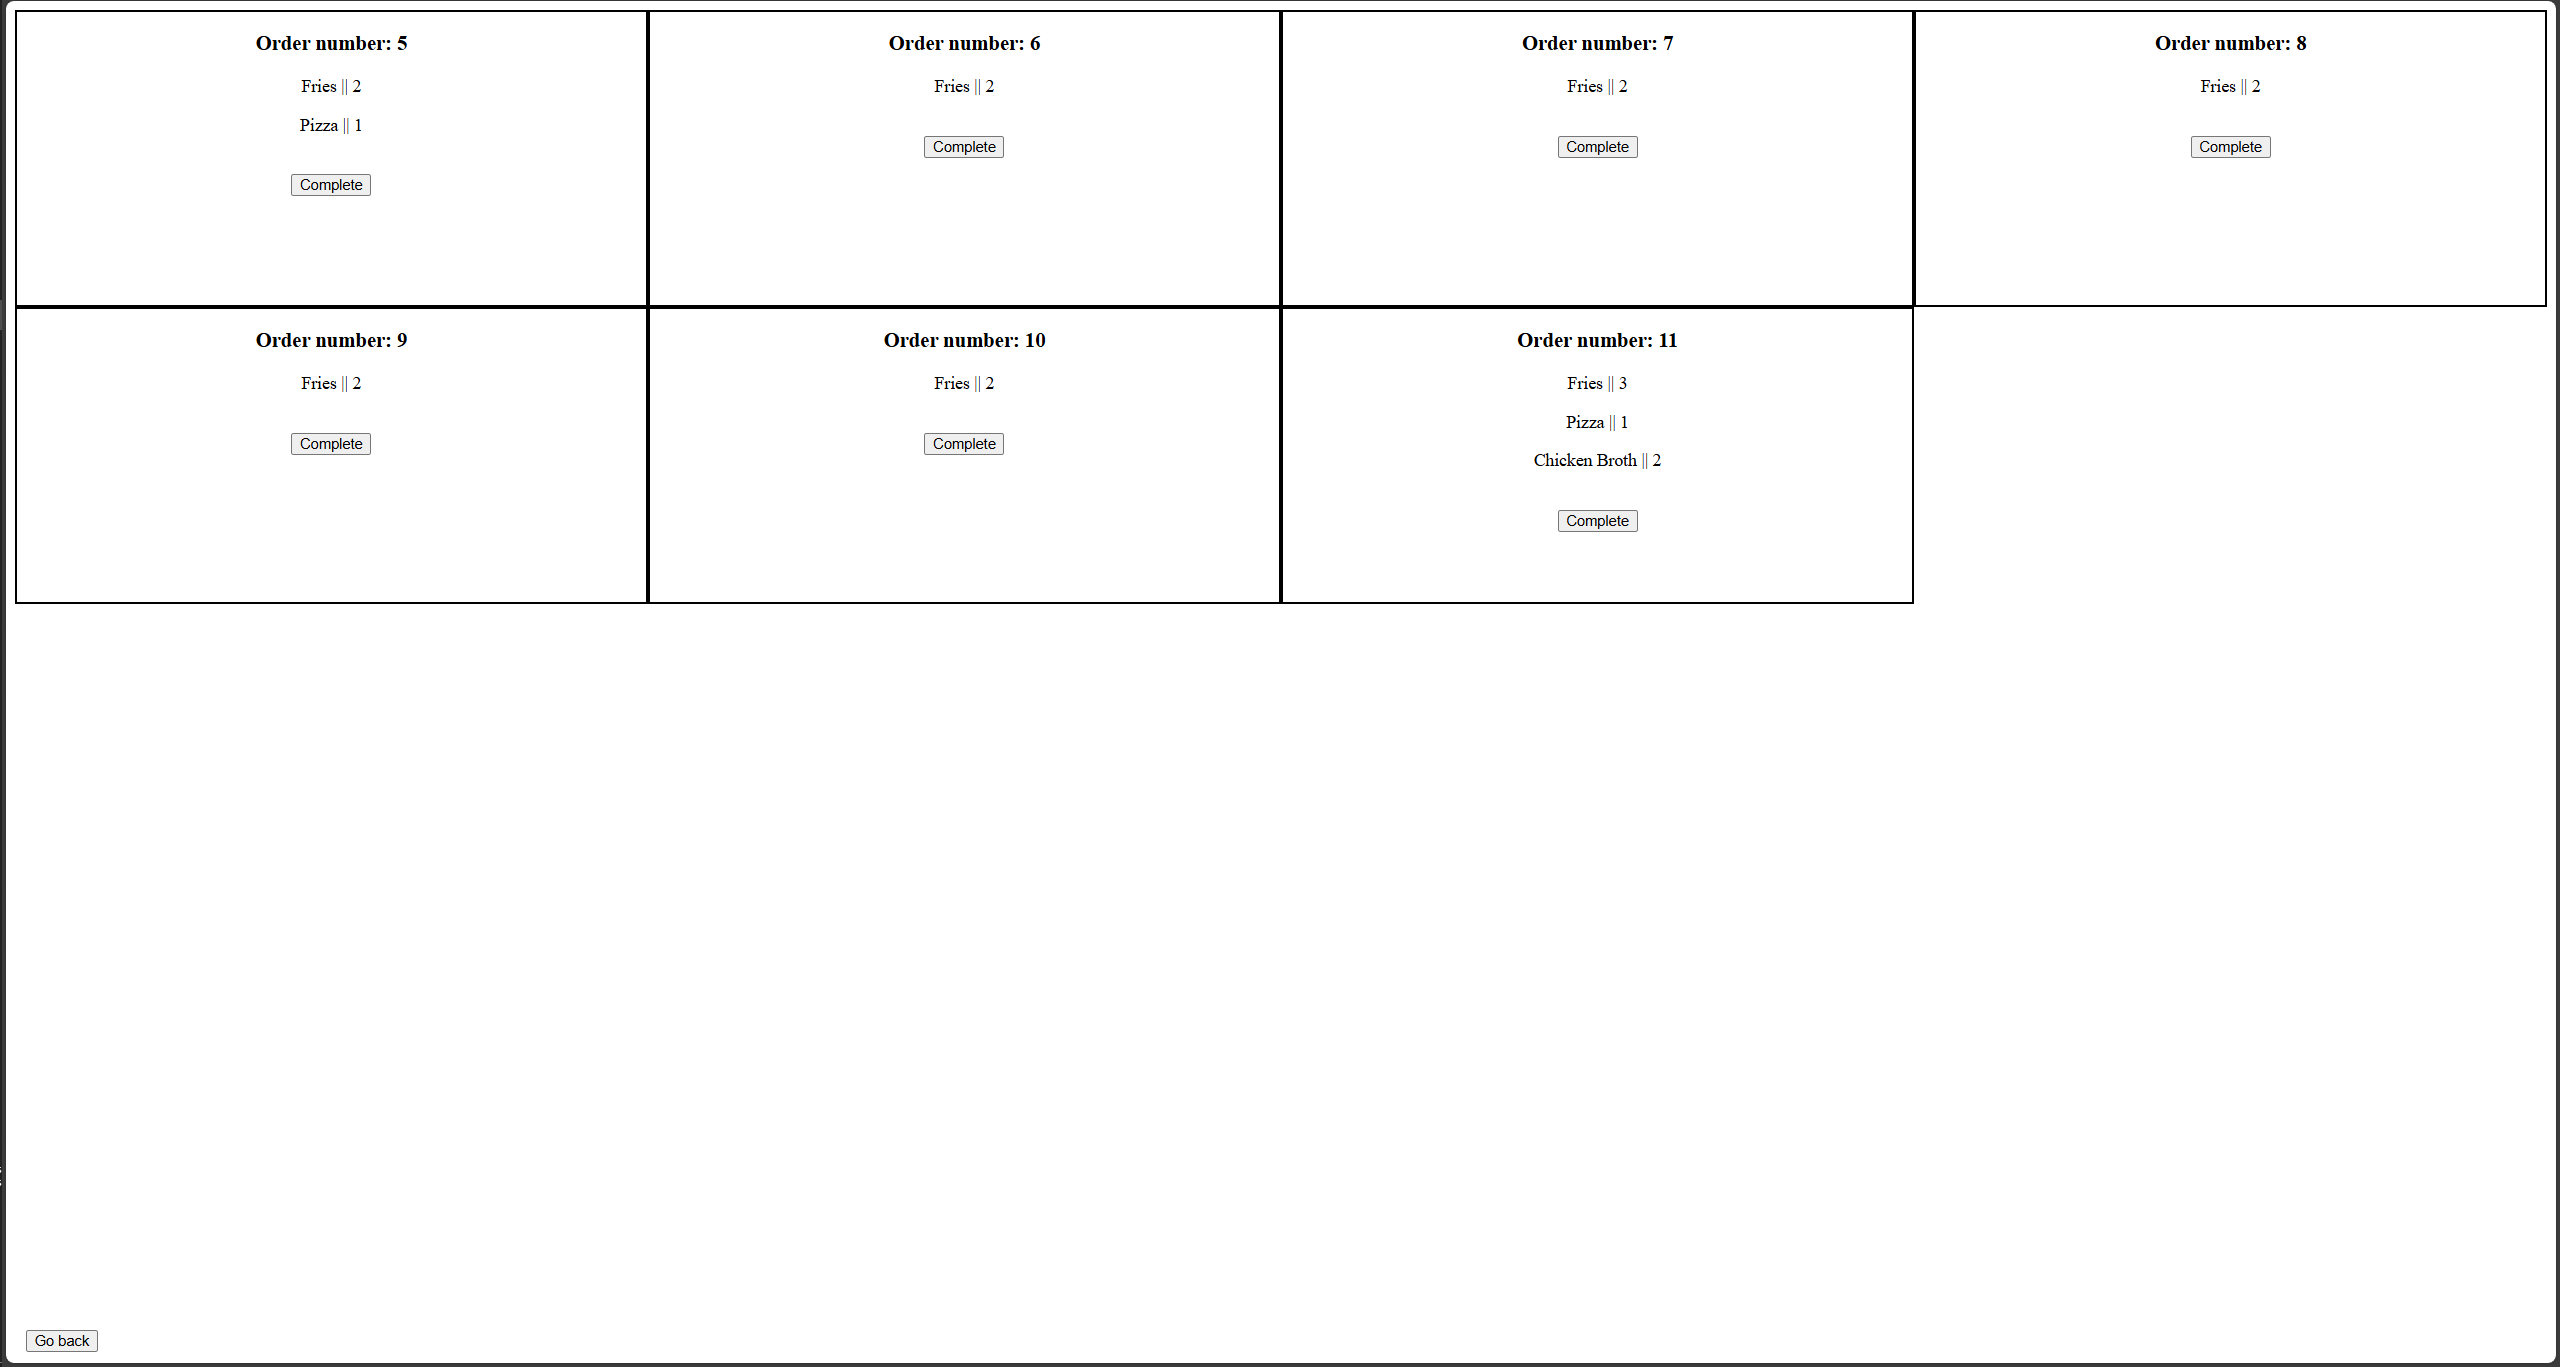 Order number: 5
Fries || 2
Pizza || 1
Complete
Order number: 6
Fries || 2
Complete
Order number: 7
Fries || 2
Complete
Order number: 8
Fries || 2
Complete
Order number: 9
Fries || 2
Complete
Order number: 10
Fries || 2
Complete
Order number: 11
Fries || 3
Pizza || 1
Chicken Broth || 2
Complete
Go back